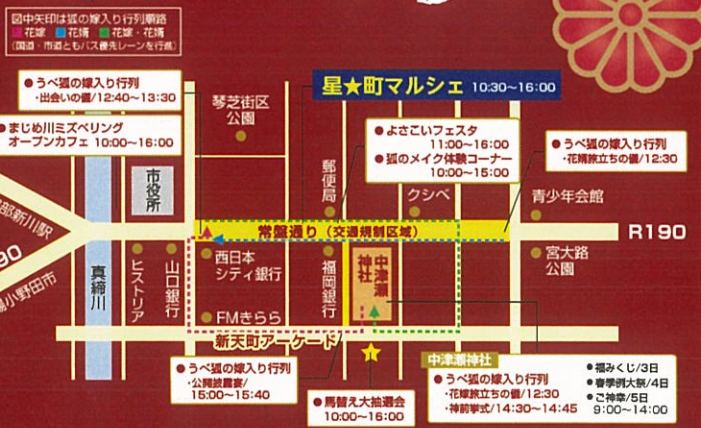 図中矢印は狐の嫁入り行列順路
花嫁 花婿 花嫁・花婿
(国道・市道ともバス優先レーンを行進)
●うべ狐の嫁入り行列
・出会いの儀/12:40~13:30
●まじめ川ミズベリング
オープンカフェ 10:00~16:00
琴芝街区
公園
星★町マルシェ 10:30~16:00
●よさこいフェスタ
11:00~16:00
●狐のメイク体験コーナー
10:00~15:00
●うべ狐の嫁入り行列
・花婿旅立ちの儀/12:30
市役所
郵便局
クシベ
青少年会館
部新川駅
90
陽小野田市
常盤通り(交通規制区域)
R190
真締川
ヒストリア
山口銀行
西日本
シティ銀行
福岡銀行
中津瀬
神社
宮大路
公園
FMきらら
新天町アーケード
●うべ狐の嫁入り行列
・公開披露宴/
15:00~15:40
●馬替え大抽選会
10:00~16:00
中津瀬神社
●うべ狐の嫁入り行列
・花嫁旅立ちの儀/12:30
・神前挙式/14:30~14:45
●福みくじ/3日
●春季例大祭/4日
●ご神幸/5日
9:00~14:00